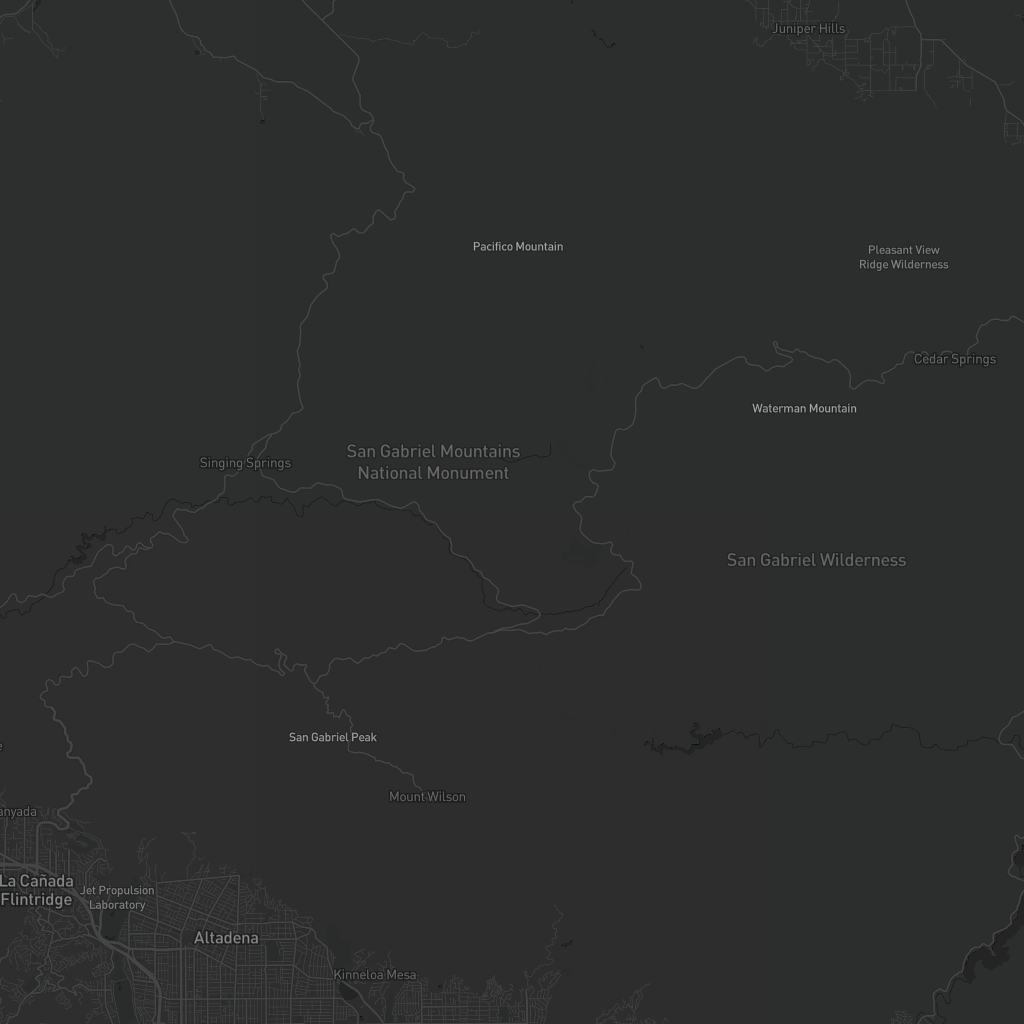 Juniper Hills
Pacifico Mountain
Pleasant View
Ridge Wilderness
Cedar Springs
Waterman Mountain
San Gabriel Mountains
National Monument
Singing Springs
San Gabriel Wilderness
San Gabriel Peak
Mount Wilson
La Cañada
Flintridge
Jet Propulsion
Laboratory
Altadena
Kinneloa Mesa